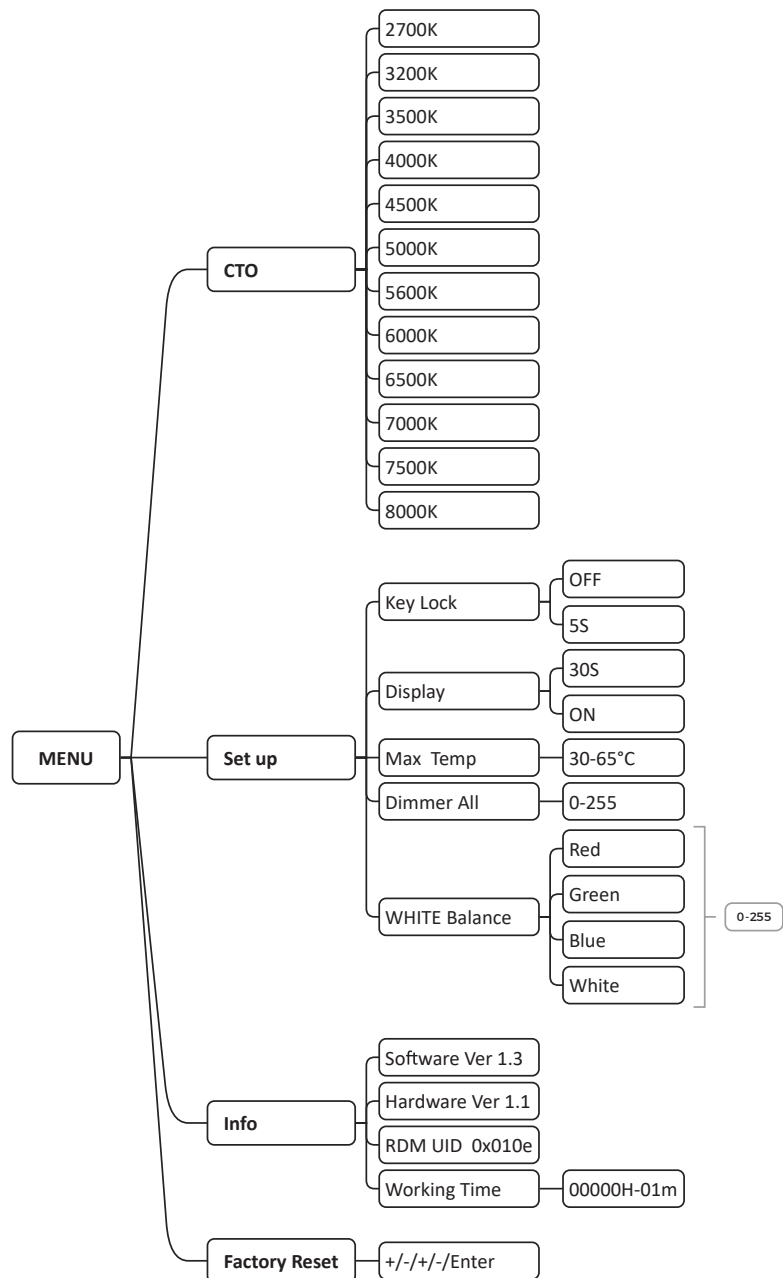 MENU
CTO
2700K
3200K
3500K
4000K
4500K
5000K
5600K
6000K
6500K
7000K
7500K
8000K
Set up
Key Lock
OFF
5S
Display
30S
ON
Max Temp
30-65°C
Dimmer All
0-255
WHITE Balance
Red
Green
Blue
White
0-255
Info
Software Ver 1.3
Hardware Ver 1.1
RDM UID 0x010e
Working Time
00000H-01m
Factory Reset
+/-/+/-/Enter